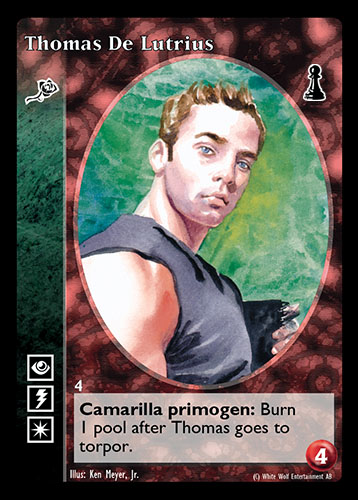 Thomas De Lutrius
4
Camarilla primogen: Burn
1 pool after Thomas goes to
torpor.
4
Illus: Ken Meyer, Jr.
(C) White Wolf Entertainment AB